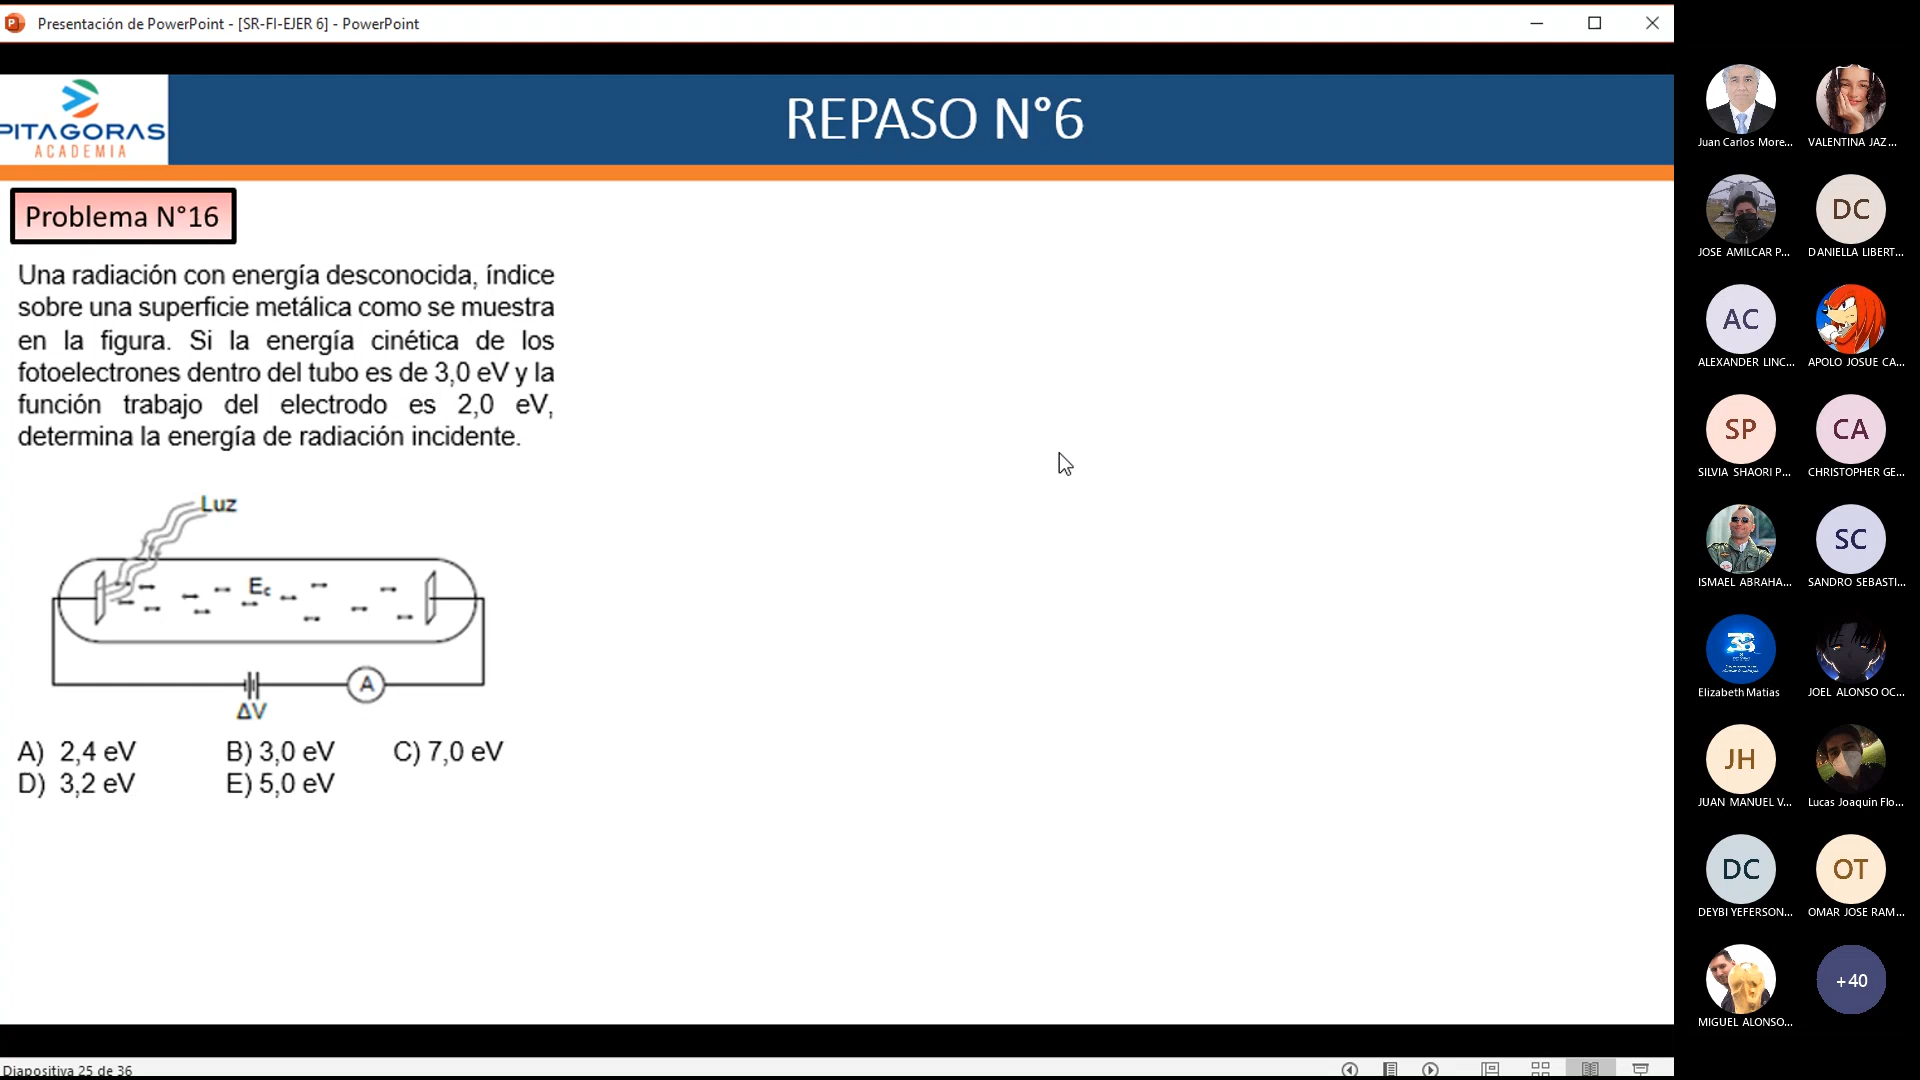 Presentación de PowerPoint - [SR-FI-EJER 6] - PowerPoint
PITAGORAS
ACADEMIA
REPASO N°6
Problema N°16
Una radiación con energía desconocida, índice
sobre una superficie metálica como se muestra
en la figura. Si la energía cinética de los
fotoelectrones dentro del tubo es de 3,0 eV y la
función trabajo del electrodo es 2,0 eV,
determina la energía de radiación incidente.
Luz
Ec
A
ΔV
A) 2,4 eV B) 3,0 eV C) 7,0 eV
D) 3,2 eV E) 5,0 eV
Juan Carlos More... VALENTINA JAZ...
DC
JOSE AMILCAR P... DANIELLA LIBERT...
AC
ALEXANDER LINC... APOLO JOSUE CA...
SP CA
SILVIA SHAORI P... CHRISTOPHER GE...
SC
ISMAEL ABRAHA... SANDRO SEBASTI...
Elizabeth Matias JOEL ALONSO OC...
JH
JUAN MANUEL V... Lucas Joaquin Flo...
DC OT
DEYBI YEFERSON... OMAR JOSE RAM...
+40
MIGUEL ALONSO...
Diapositiva 25 de 36